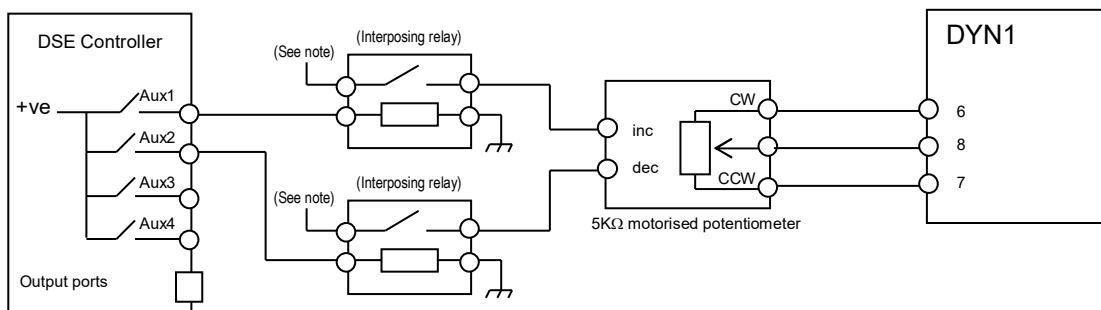 DSE Controller
+ve
Aux1
Aux2
Aux3
Aux4
Output ports
(See note)
(Interposing relay)
(See note)
(Interposing relay)
inc
dec
CW
CCW
5KΩ motorised potentiometer
DYN1
6
8
7